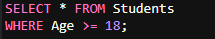 SELECT * FROM Students
WHERE Age >= 18;